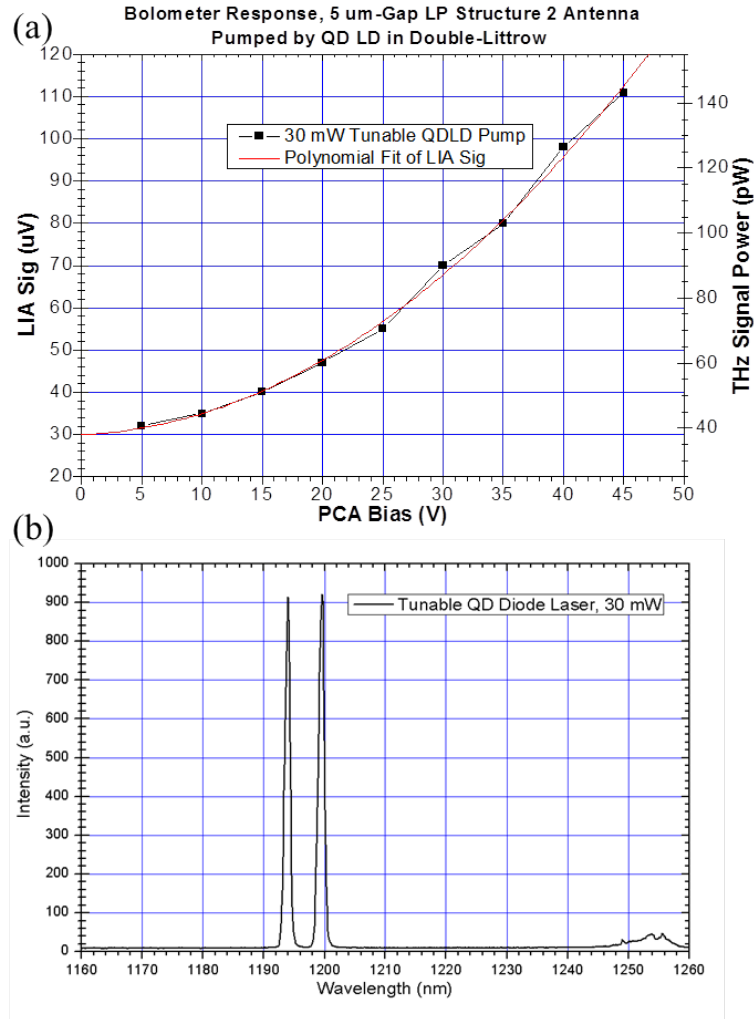 (a)
Bolometer Response, 5 um-Gap LP Structure 2 Antenna
Pumped by QD LD in Double-Littrow
120
110
100
90
80
70
60
50
40
30
20
LIA Sig (uV)
30 mW Tunable QDLD Pump
Polynomial Fit of LIA Sig
140
120
100
80
60
40
THz Signal Power (pW)
0 5 10 15 20 25 30 35 40 45 50
PCA Bias (V)
(b)
1000
900
800
700
600
500
400
300
200
100
0
Intensity (a.u.)
Tunable QD Diode Laser, 30 mW
1160 1170 1180 1190 1200 1210 1220 1230 1240 1250 1260
Wavelength (nm)